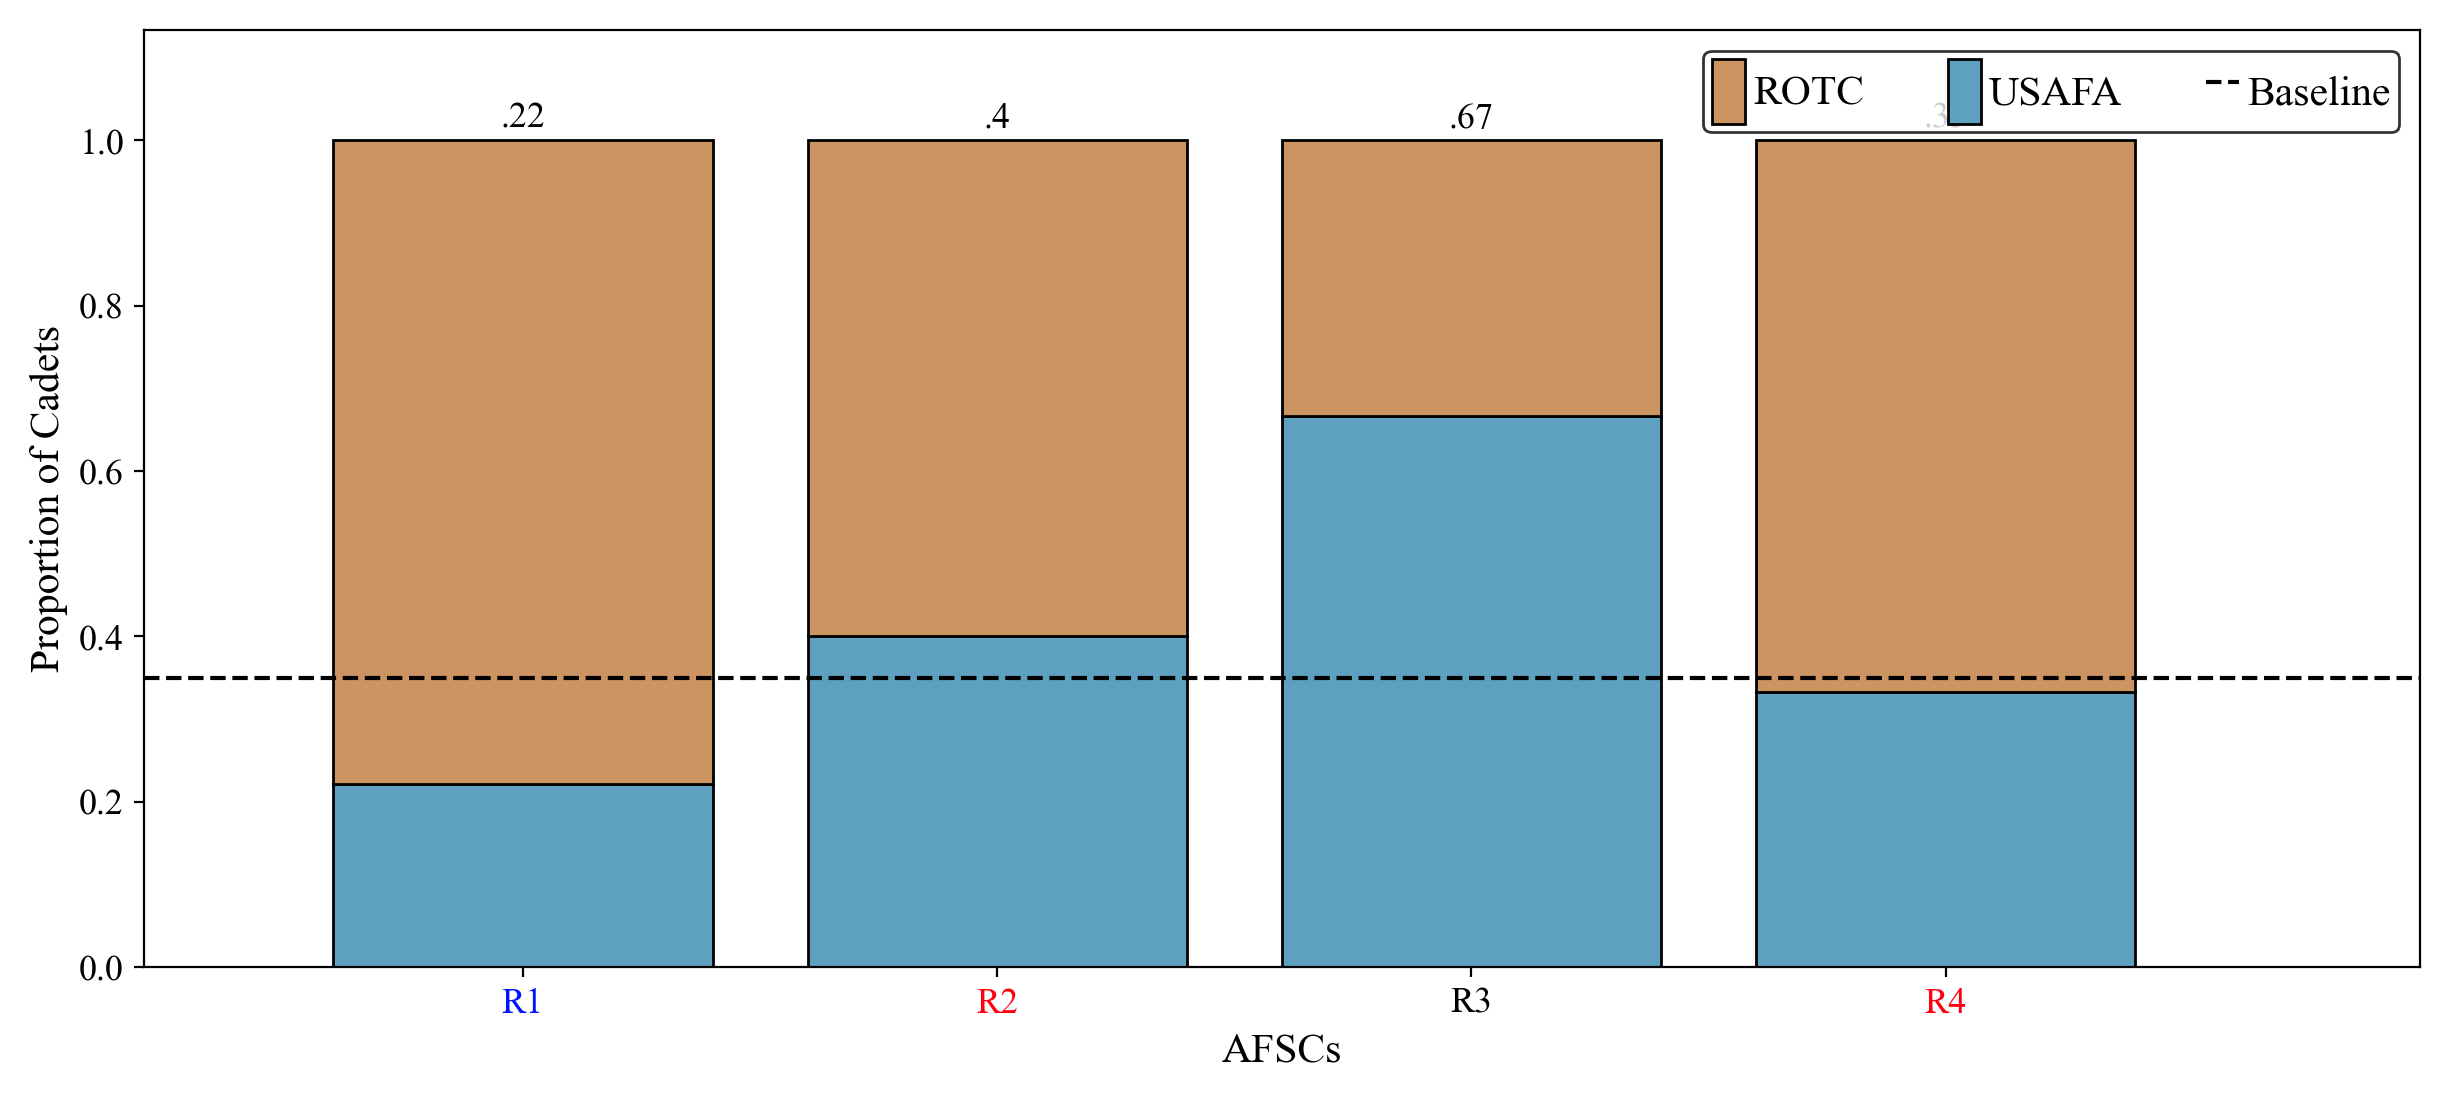 ROTC USAFA Baseline
.22 .4 .67
1.0
0.8
0.6
0.4
0.2
0.0
Proportion of Cadets
R1 R2 R3 R4
AFSCs